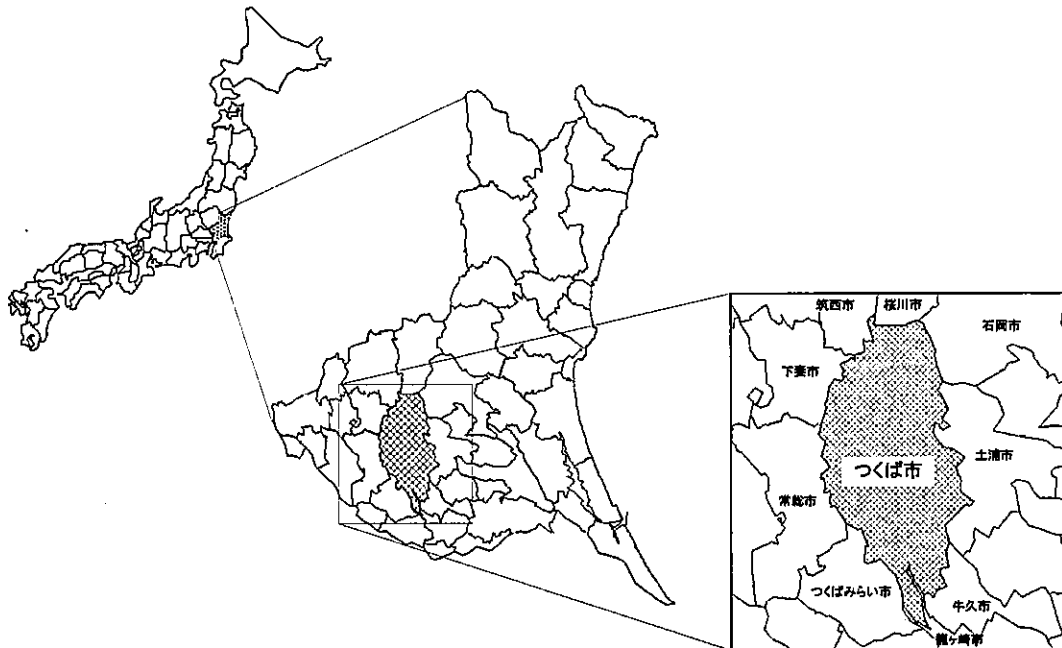 筑西市
桜川市
石岡市
下妻市
つくば市
土浦市
常総市
つくばみらい市
牛久市
龍ヶ崎市